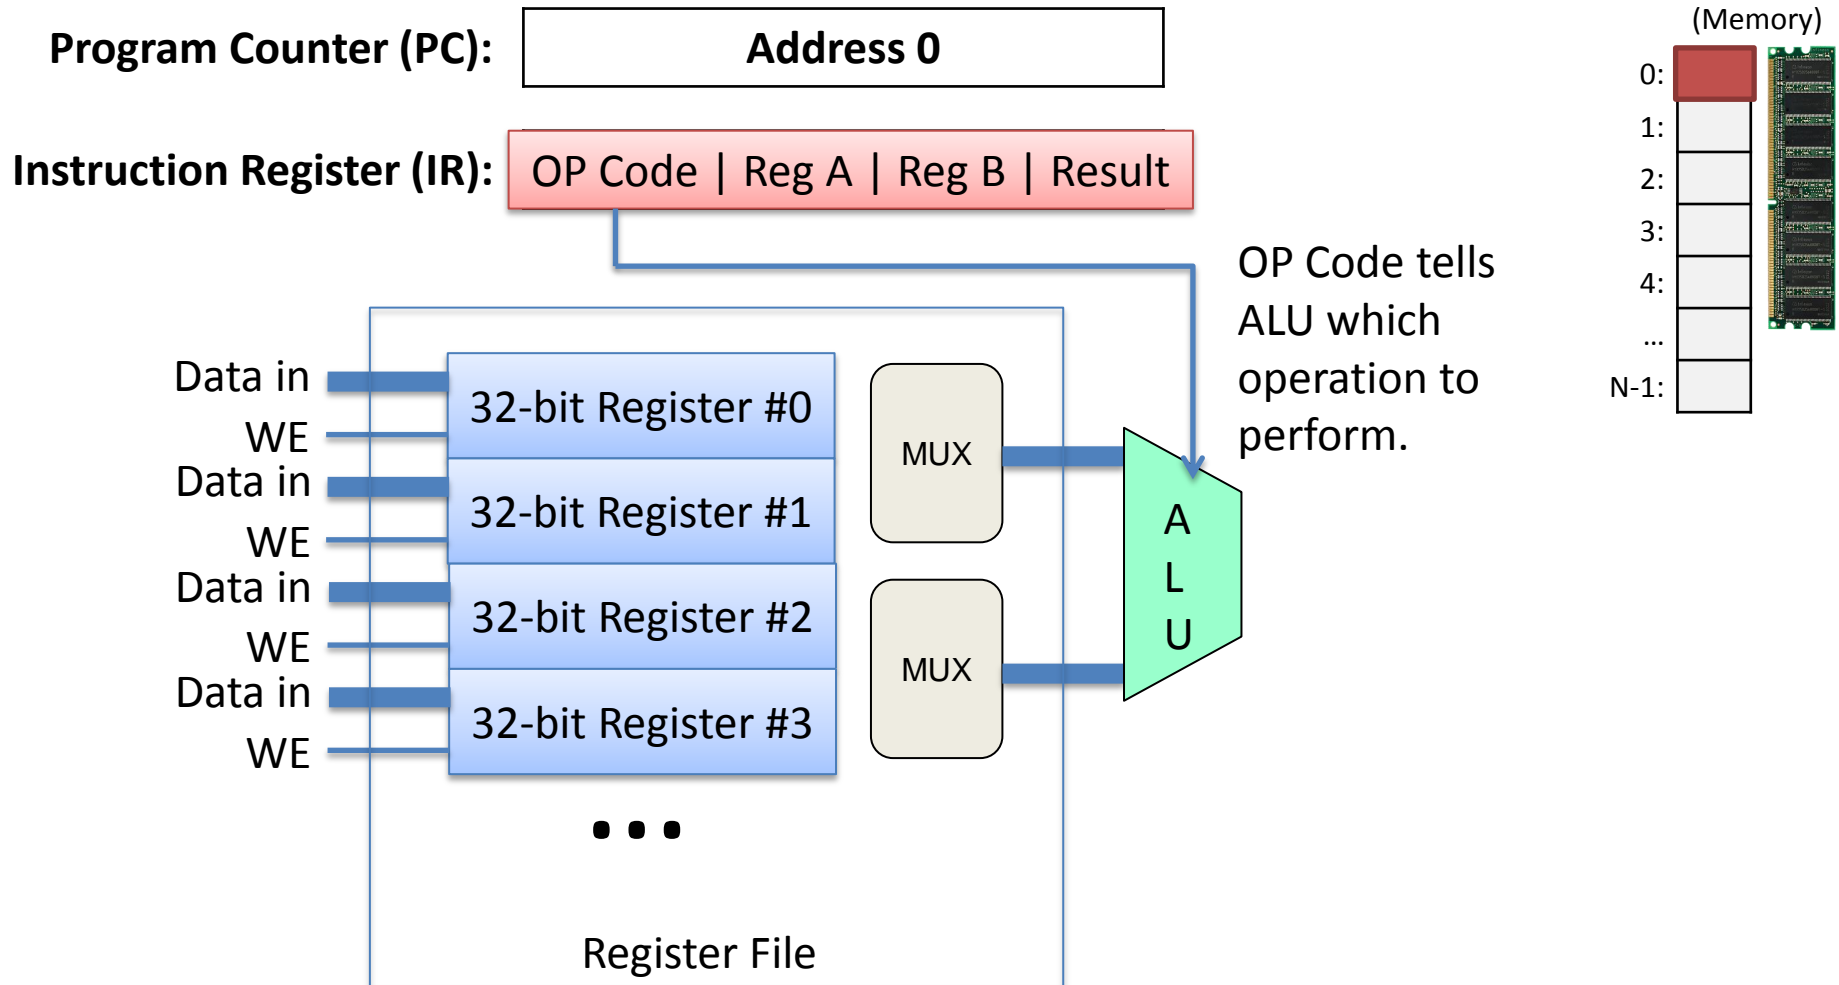 (Memory)
Program Counter (PC): Address 0
Instruction Register (IR): OP Code | Reg A | Reg B | Result
0:
1:
2:
3:
4:
...
N-1:
OP Code tells
ALU which
operation to
perform.
Data in
WE
32-bit Register #0
Data in
WE
32-bit Register #1
Data in
WE
32-bit Register #2
Data in
WE
32-bit Register #3
...
MUX
MUX
A
L
U
Register File